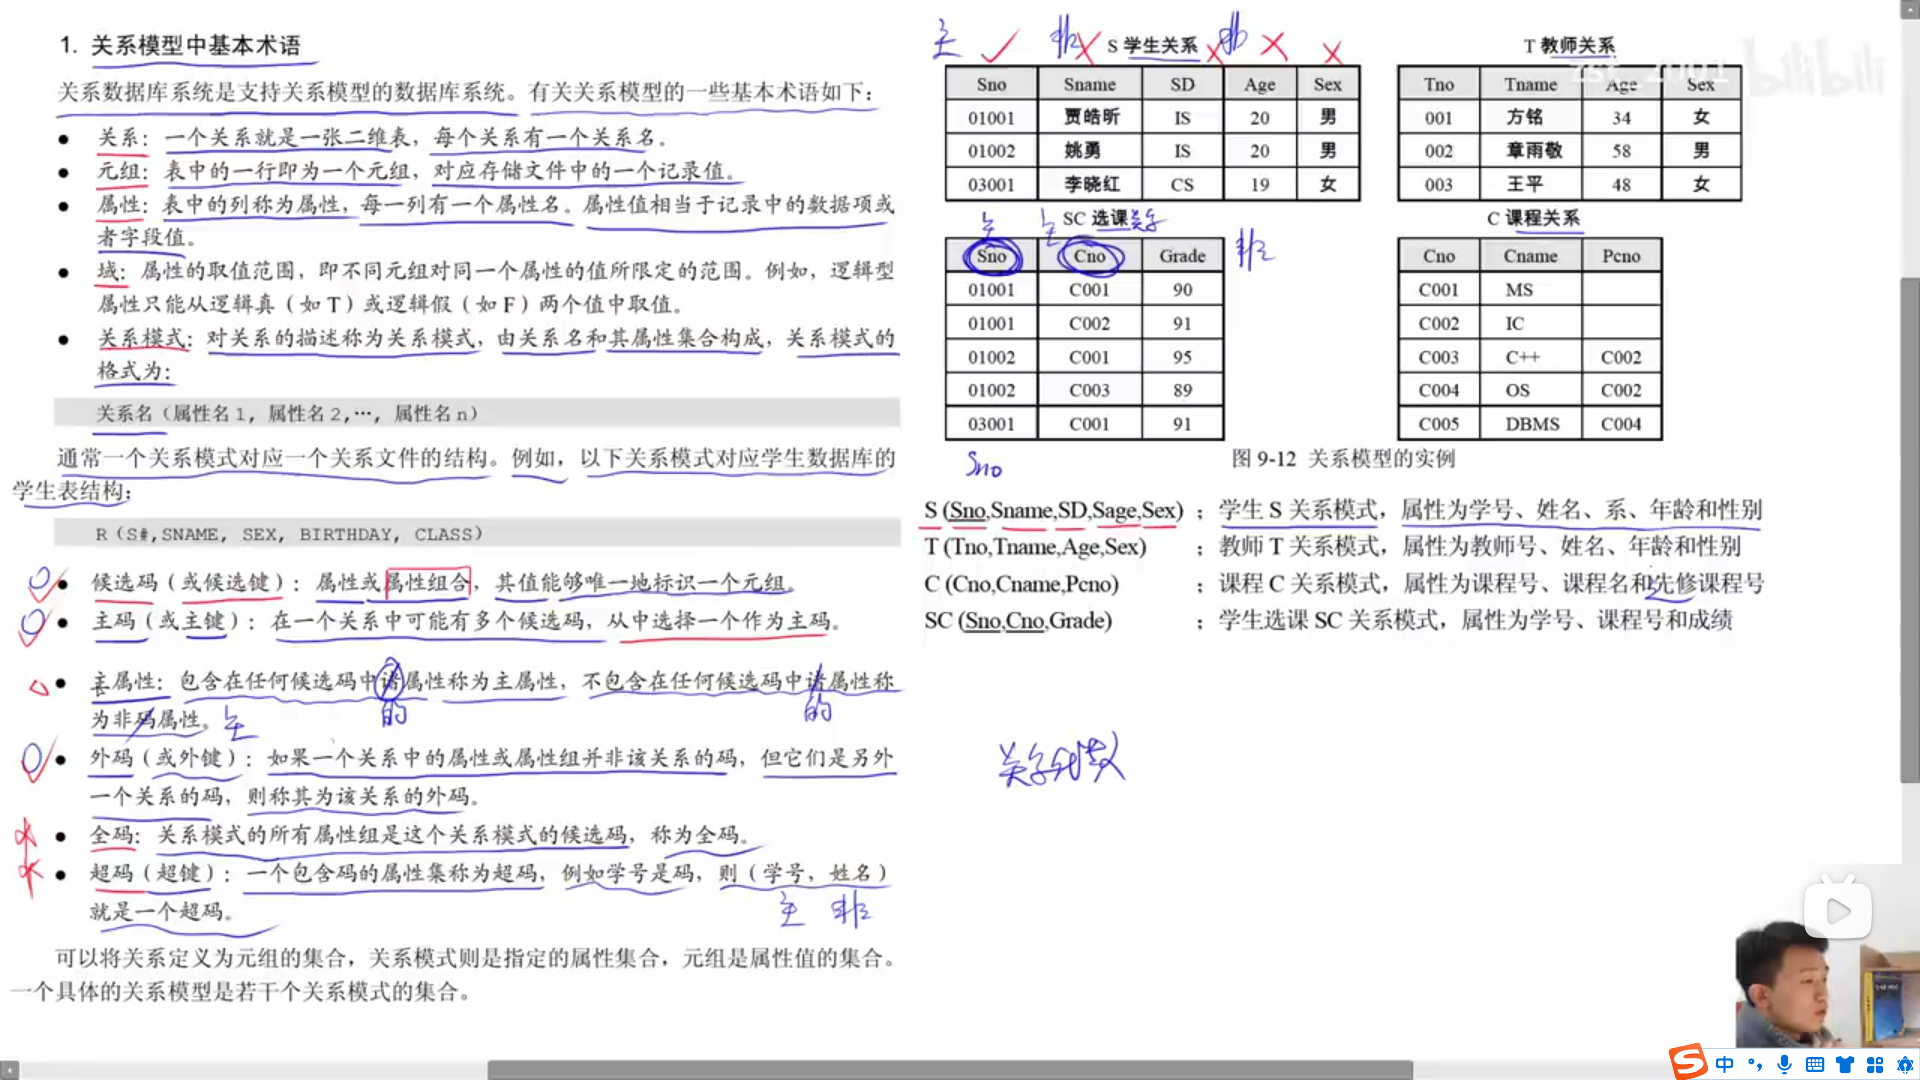 1. 关系模型中基本术语
关系数据库系统是支持关系模型的数据库系统。有关关系模型的一些基本术语如下:
● 关系: 一个关系就是一张二维表, 每个关系有一个关系名。
● 元组: 表中的一行即为一个元组, 对应存储文件中的一个记录值。
● 属性: 表中的列称为属性, 每一列有一个属性名。属性值相当于记录中的数据项或
者字段值。
● 域: 属性的取值范围, 即不同元组对同一个属性的值所限定的范围。例如, 逻辑型
属性只能从逻辑真(如 T)或逻辑假(如 F)两个值中取值。
● 关系模式: 对关系的描述称为关系模式, 由关系名和其属性集合构成, 关系模式的
格式为:
关系名(属性名 1, 属性名 2,…, 属性名 n)
通常一个关系模式对应一个关系文件的结构。例如, 以下关系模式对应学生数据库的
学生表结构:
R(S#,SNAME, SEX, BIRTHDAY, CLASS)
● 候选码(或候选键): 属性或属性组合, 其值能够唯一地标识一个元组。
● 主码(或主键): 在一个关系中可能有多个候选码, 从中选择一个作为主码。
● 主属性: 包含在任何候选码中诸属性称为主属性, 不包含在任何候选码中诸属性称
的 的
为非码属性。 主
● 外码(或外键): 如果一个关系中的属性或属性组并非该关系的码, 但它们是另外
一个关系的码, 则称其为该关系的外码。
● 全码: 关系模式的所有属性组是这个关系模式的候选码, 称为全码。
● 超码(超键): 一个包含码的属性集称为超码, 例如学号是码, 则(学号, 姓名)
就是一个超码。
主 非
可以将关系定义为元组的集合, 关系模式则是指定的属性集合, 元组是属性值的集合。
一个具体的关系模型是若干个关系模式的集合。
主 非 S 学生关系 非
Sno Sname SD Age Sex
01001 贾皓昕 IS 20 男
01002 姚勇 IS 20 男
03001 李晓红 CS 19 女
T 教师关系
zst_2001 bilibili
Tno Tname Age Sex
001 方铭 34 女
002 章雨敬 58 男
003 王平 48 女
主 主 SC 选课关系
Sno Cno Grade 非
01001 C001 90
01001 C002 91
01002 C001 95
01002 C003 89
03001 C001 91
Sno
C 课程关系
Cno Cname Pcno
C001 MS
C002 IC
C003 C++ C002
C004 OS C002
C005 DBMS C004
图 9-12 关系模型的实例
S (Sno,Sname,SD,Sage,Sex) ; 学生 S 关系模式, 属性为学号、姓名、系、年龄和性别
T (Tno,Tname,Age,Sex) ; 教师 T 关系模式, 属性为教师号、姓名、年龄和性别
C (Cno,Cname,Pcno) ; 课程 C 关系模式, 属性为课程号、课程名和先修课程号
SC (Sno,Cno,Grade) ; 学生选课 SC 关系模式, 属性为学号、课程号和成绩
中